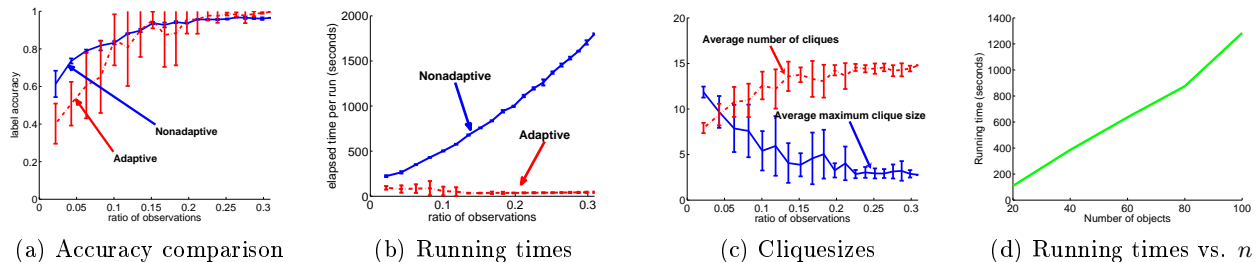 1
0.8
0.6
0.4
0.2
0
label accuracy
Nonadaptive
Adaptive
0 0.05 0.1 0.15 0.2 0.25 0.3
ratio of observations
(a) Accuracy comparison
2000
1500
1000
500
0
elapsed time per run (seconds)
Nonadaptive
Adaptive
0 0.1 0.2 0.3
ratio of observations
(b) Running times
20
15
10
5
0
Average number of cliques
Average maximum clique size
0 0.05 0.1 0.15 0.2 0.25 0.3
ratio of observations
(c) Cliquesizes
1400
1200
1000
800
600
400
200
0
Running time (seconds)
20 40 60 80 100
Number of objects
(d) Running times vs. n